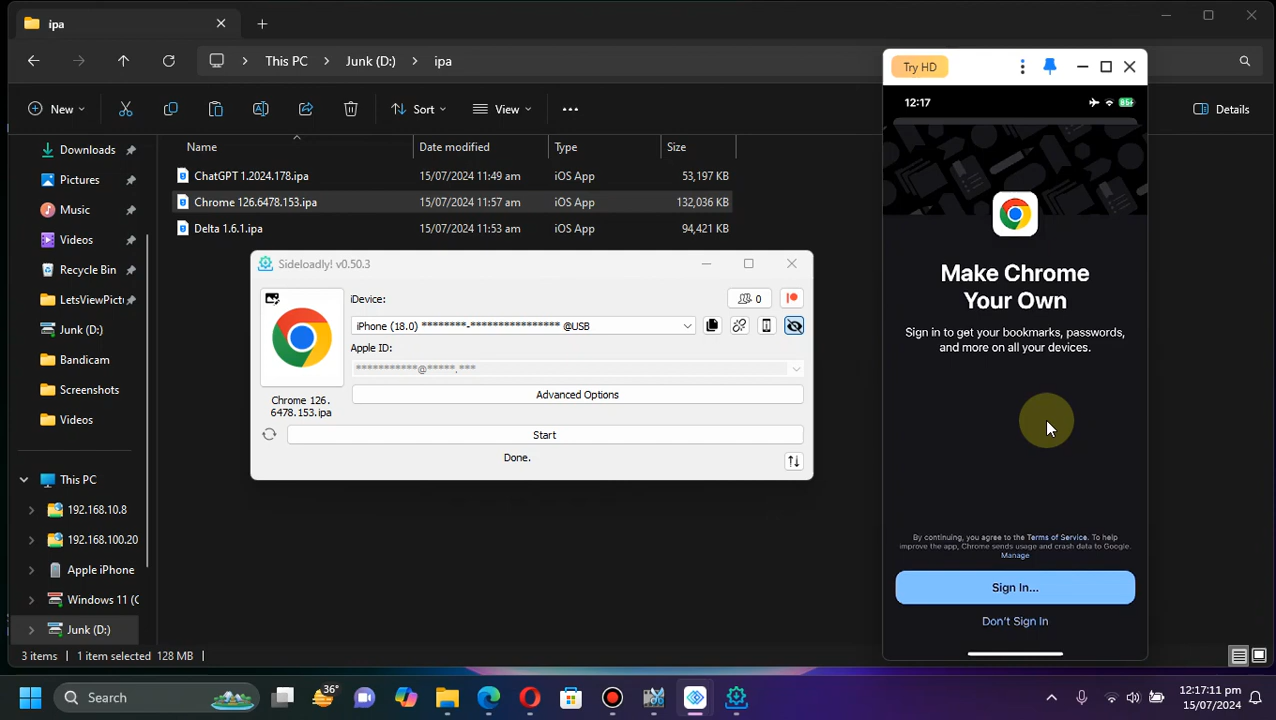 ipa
This PC
Junk (D:)
ipa
New
Sort
View
Details
Downloads
Pictures
Music
Videos
Recycle Bin
LetsViewPict
Junk (D:)
Bandicam
Screenshots
Videos
This PC
192.168.10.8
192.168.100.20
Apple iPhone
Windows 11 (
Junk (D:)
Name
Date modified
Type
Size
ChatGPT 1.2024.178.ipa 15/07/2024 11:49 am iOS App 53,197 KB
Chrome 126.6478.153.ipa 15/07/2024 11:57 am iOS App 132,036 KB
Delta 1.6.1.ipa 15/07/2024 11:53 am iOS App 94,421 KB
Sideloadly! v0.50.3
iDevice:
0
iPhone (18.0) ********-**************** @USB
Apple ID:
***********@*****.***
Chrome 126.
6478.153.ipa
Advanced Options
Start
Done.
Try HD
12:17
85+
Make Chrome
Your Own
Sign in to get your bookmarks, passwords,
and more on all your devices.
By continuing, you agree to the Terms of Service. To help
improve the app, Chrome sends usage and crash data to Google.
Manage
Sign In...
Don't Sign In
3 items
1 item selected 128 MB
Search
36°
12:17:11 pm
15/07/2024